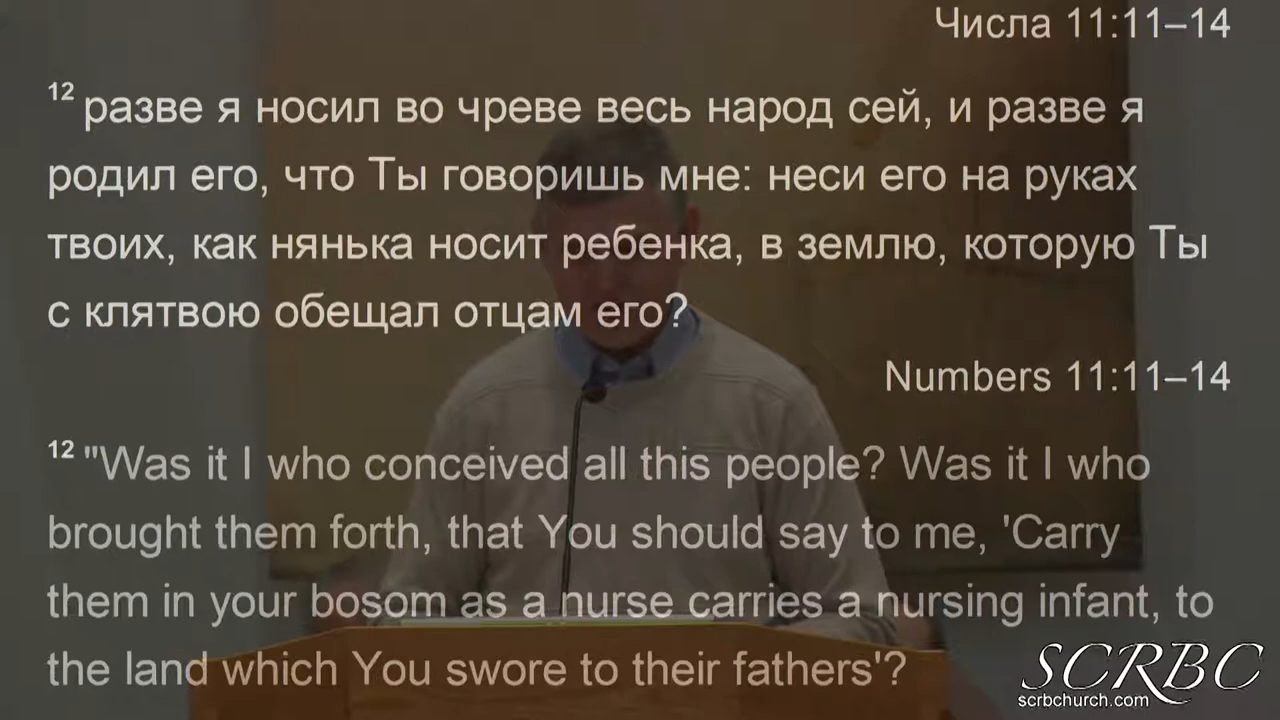 Числа 11:11–14
12 разве я носил во чреве весь народ сей, и разве я
родил его, что Ты говоришь мне: неси его на руках
твоих, как нянька носит ребенка, в землю, которую Ты
с клятвою обещал отцам его?
Numbers 11:11–14
12 "Was it I who conceived all this people? Was it I who
brought them forth, that You should say to me, 'Carry
them in your bosom as a nurse carries a nursing infant, to
the land which You swore to their fathers'?
SCRBC
scrbchurch.com